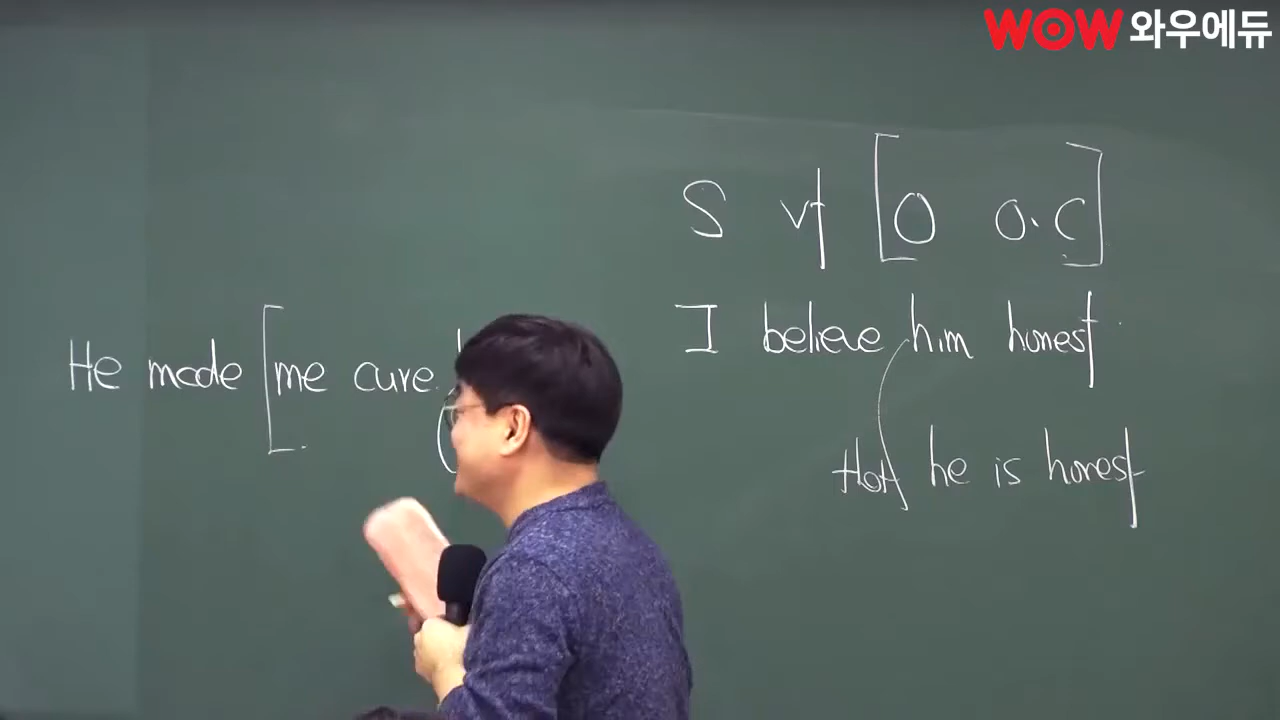 WOW 와우에듀
S vt [O O.C]
I believe him honest
that he is honest
He made [me cure